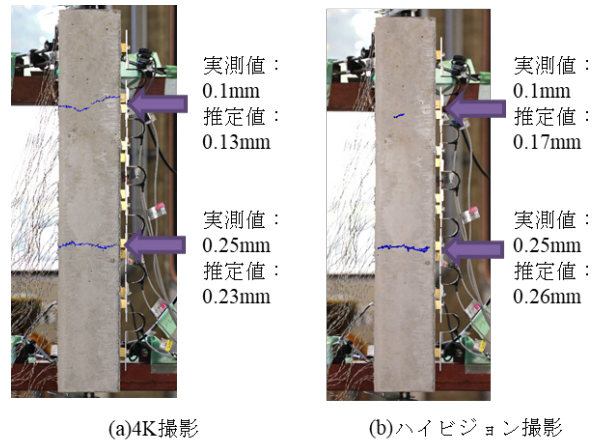 実測値：
0.1mm
推定値：
0.13mm
実測値：
0.25mm
推定値：
0.23mm
(a)4K撮影
実測値：
0.1mm
推定値：
0.17mm
実測値：
0.25mm
推定値：
0.26mm
(b)ハイビジョン撮影